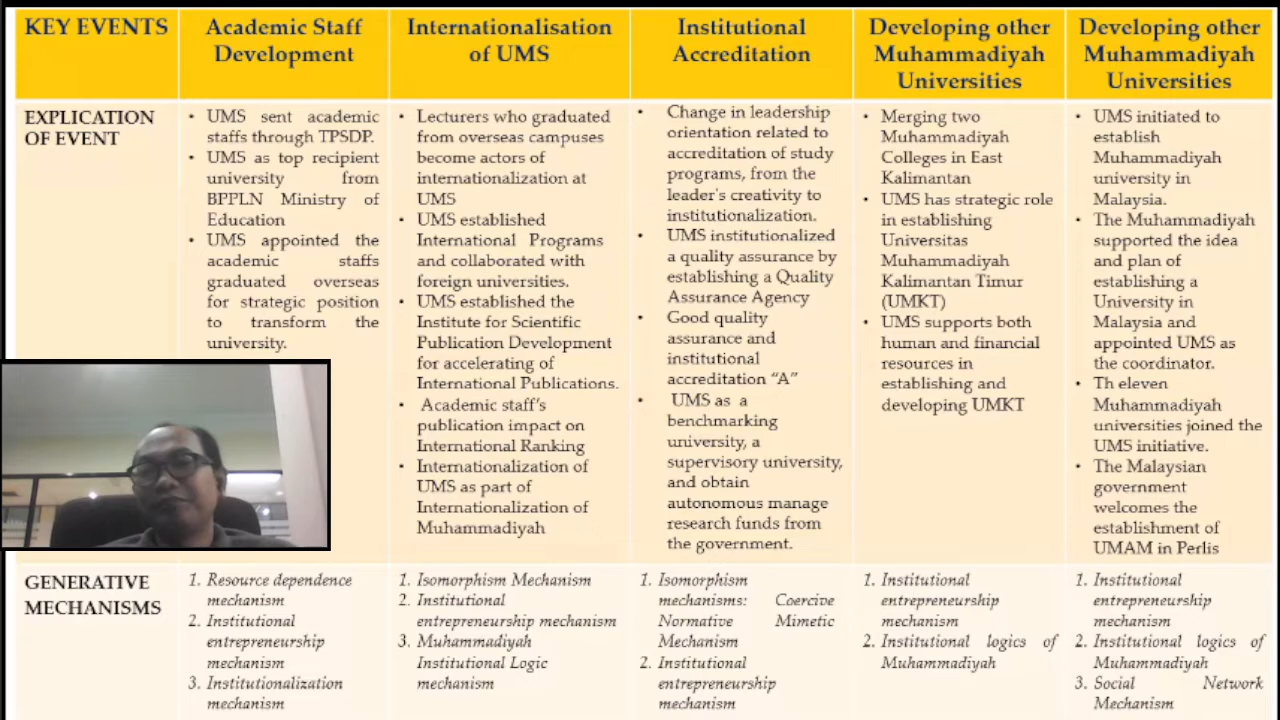 KEY EVENTS
Academic Staff
Development
Internationalisation
of UMS
Institutional
Accreditation
Developing other
Muhammadiyah
Universities
Developing other
Muhammadiyah
Universities
EXPLICATION
OF EVENT
• UMS sent academic
staffs through TPSDP.
• UMS as top recipient
university from
BPPLN Ministry of
Education
• UMS appointed the
academic staffs
graduated overseas
for strategic position
to transform the
university.
• Lecturers who graduated
from overseas campuses
become actors of
internationalization at
UMS
• UMS established
International Programs
and collaborated with
foreign universities.
• UMS established the
Institute for Scientific
Publication Development
for accelerating of
International Publications.
• Academic staff's
publication impact on
International Ranking
• Internationalization of
UMS as part of
Internationalization of
Muhammadiyah
• Change in leadership
orientation related to
accreditation of study
programs, from the
leader's creativity to
institutionalization.
• UMS institutionalized
a quality assurance by
establishing a Quality
Assurance Agency
• Good quality
assurance and
institutional
accreditation “A”
• UMS as a
benchmarking
university, a
supervisory university,
and obtain
autonomous manage
research funds from
the government.
• Merging two
Muhammadiyah
Colleges in East
Kalimantan
• UMS has strategic role
in establishing
Universitas
Muhammadiyah
Kalimantan Timur
(UMKT)
• UMS supports both
human and financial
resources in
establishing and
developing UMKT
• UMS initiated to
establish
Muhammadiyah
university in
Malaysia.
• The Muhammadiyah
supported the idea
and plan of
establishing a
University in
Malaysia and
appointed UMS as
the coordinator.
• Th eleven
Muhammadiyah
universities joined the
UMS initiative.
• The Malaysian
government
welcomes the
establishment of
UMAM in Perlis
GENERATIVE
MECHANISMS
1. Resource dependence
mechanism
2. Institutional
entrepreneurship
mechanism
3. Institutionalization
mechanism
1. Isomorphism Mechanism
2. Institutional
entrepreneurship mechanism
3. Muhammadiyah
Institutional Logic
mechanism
1. Isomorphism
mechanisms: Coercive
Normative Mimetic
Mechanism
2. Institutional
entrepreneurship
mechanism
1. Institutional
entrepreneurship
mechanism
2. Institutional logics of
Muhammadiyah
1. Institutional
entrepreneurship
mechanism
2. Institutional logics of
Muhammadiyah
3. Social Network
Mechanism